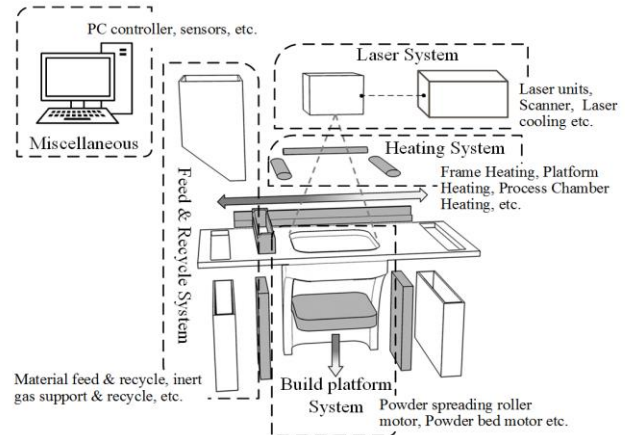 PC controller, sensors, etc.
Miscellaneous
Laser System
Laser units,
Scanner, Laser
cooling etc.
Heating System
Frame Heating, Platform
Heating, Process Chamber
Heating, etc.
Feed & Recycle System
Material feed & recycle, inert
gas support & recycle, etc.
Build platform
System
Powder spreading roller
motor, Powder bed motor etc.